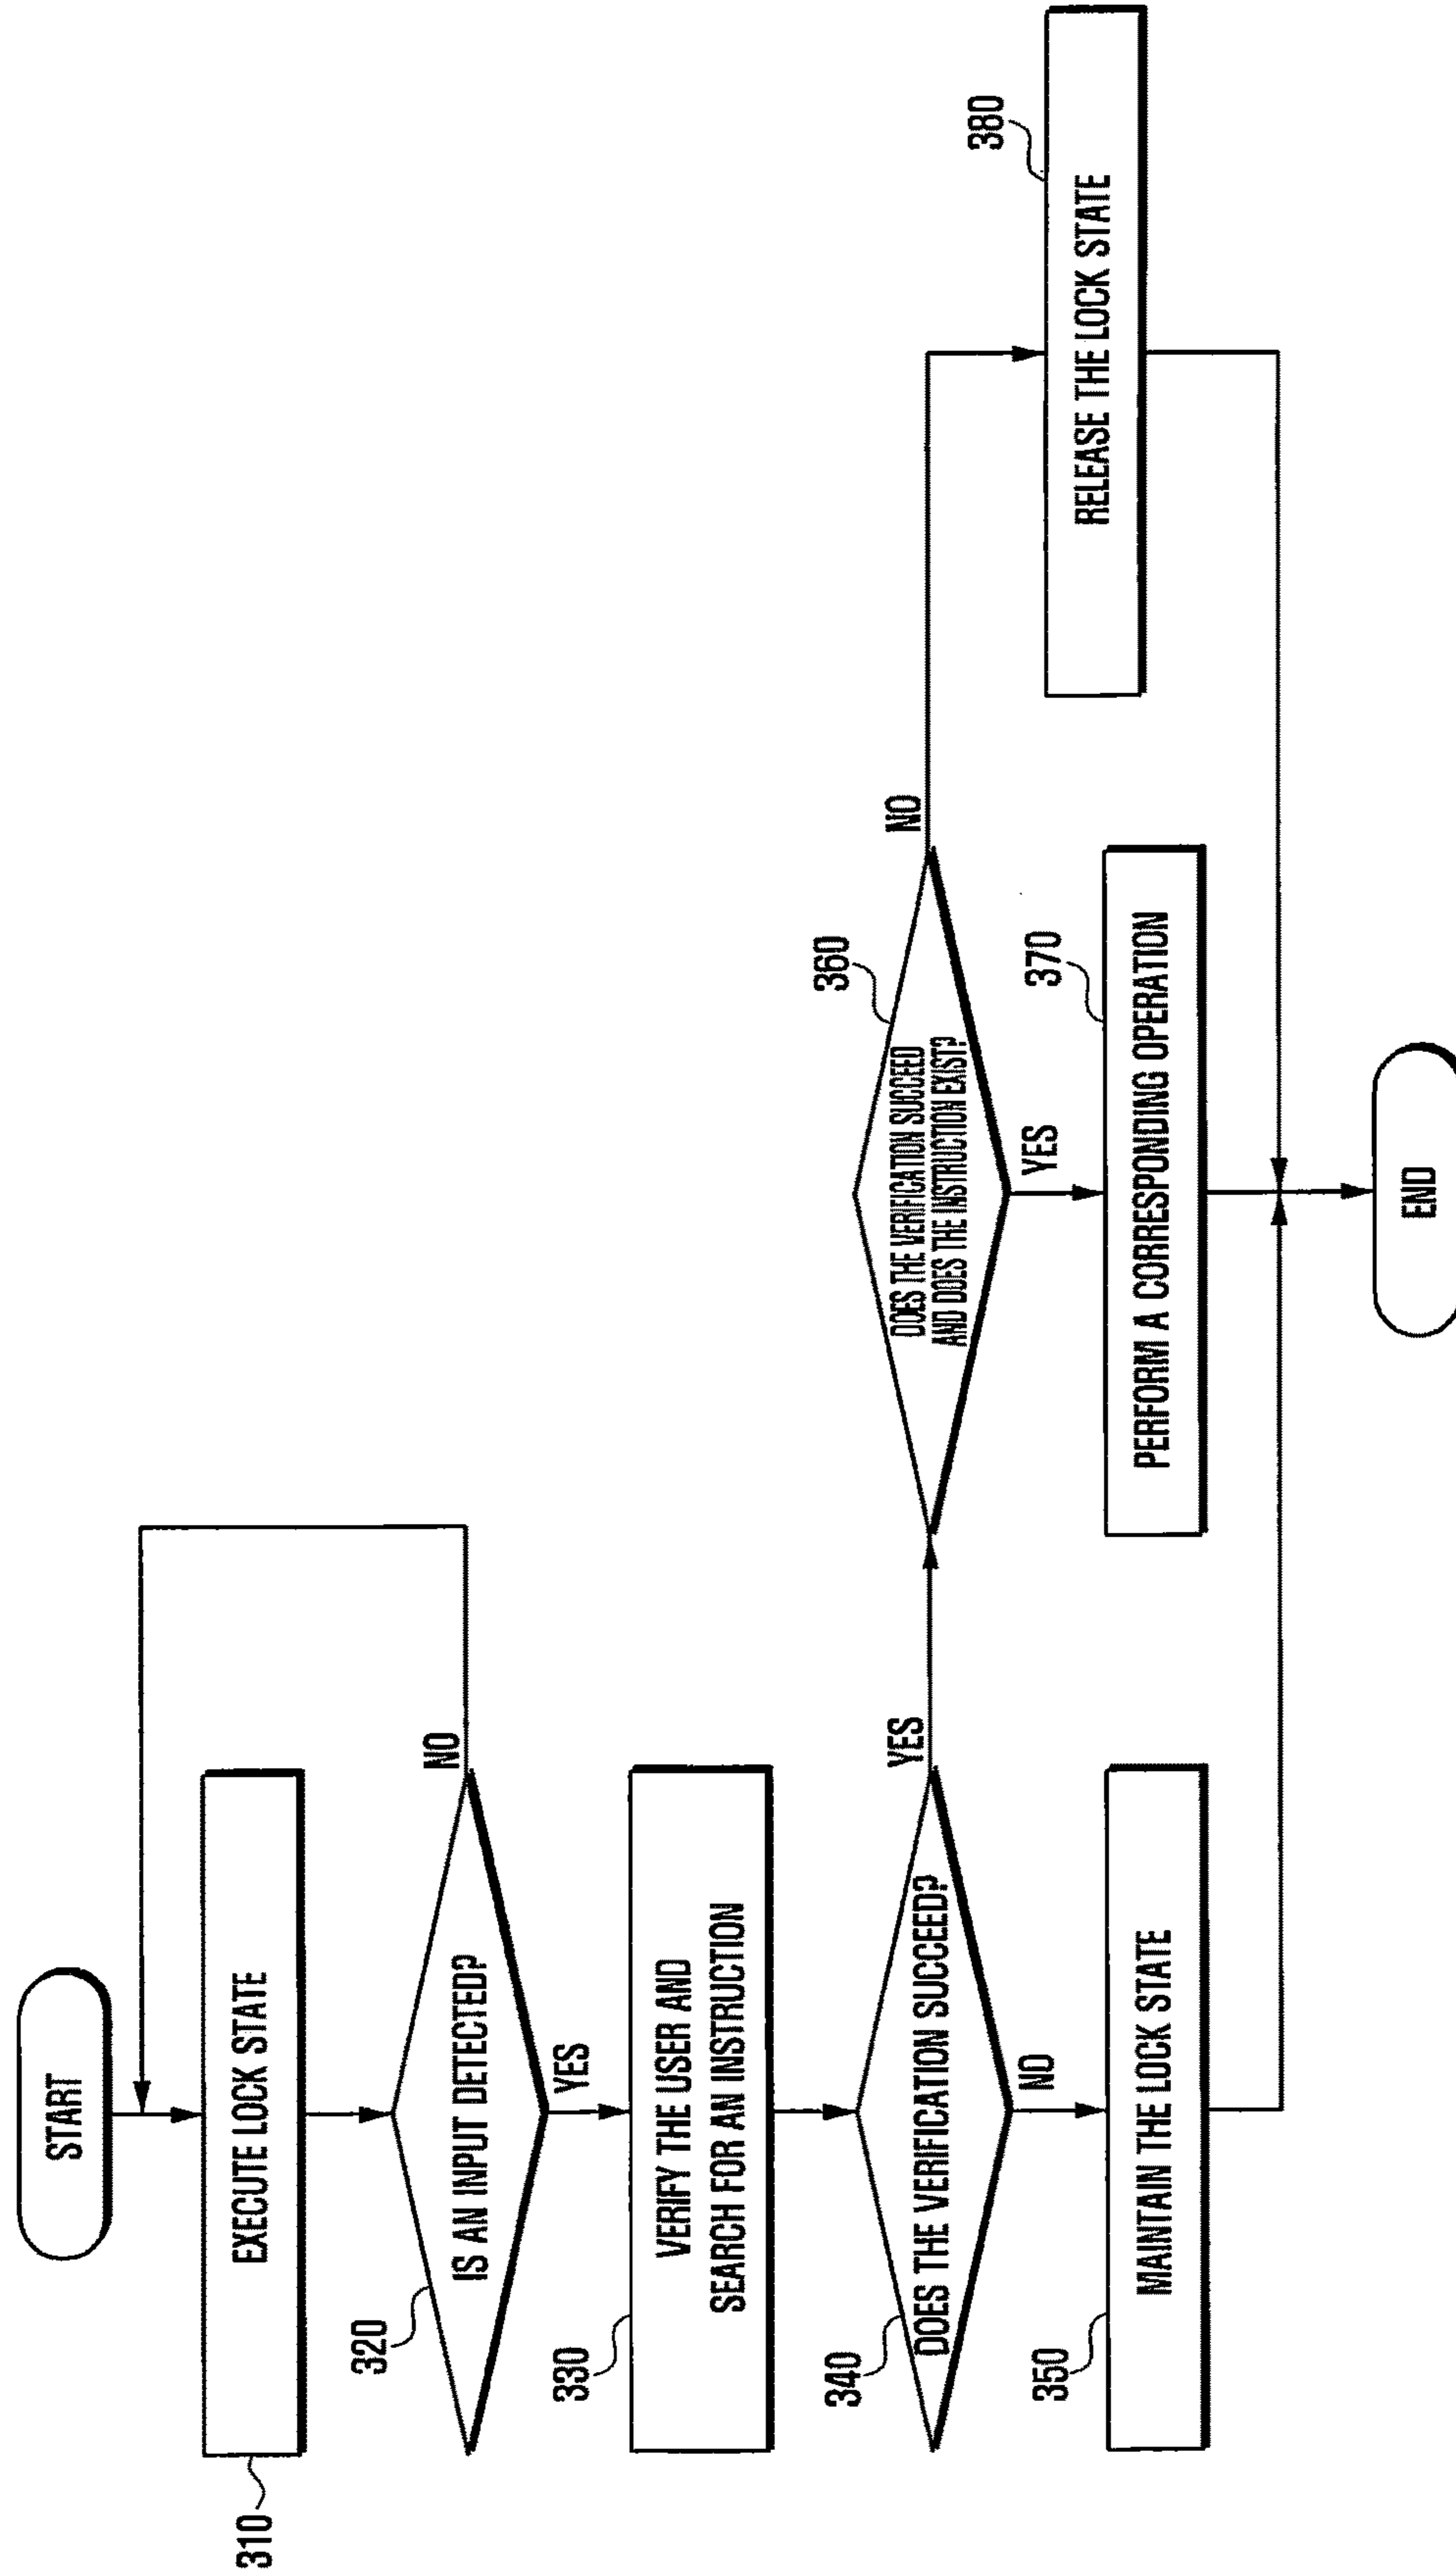 START
310
EXECUTE LOCK STATE
320
IS AN INPUT DETECTED?
NO
YES
330
VERIFY THE USER AND
SEARCH FOR AN INSTRUCTION
340
DOES THE VERIFICATION SUCCEED?
YES
NO
350
MAINTAIN THE LOCK STATE
360
DOES THE VERIFICATION SUCCEED
AND DOES THE INSTRUCTION EXIST?
NO
YES
370
PERFORM A CORRESPONDING OPERATION
380
RELEASE THE LOCK STATE
END